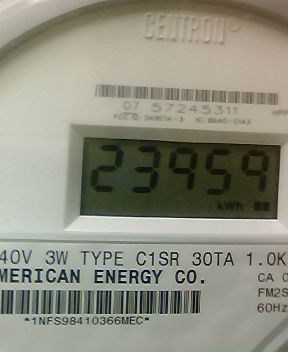 CENTRON®
07 57245311
23959
kWh
40V 3W TYPE C1SR 30TA 1.0K
MERICAN ENERGY CO.
CA 0
FM2S
60Hz
*1NFS98410366MEC*